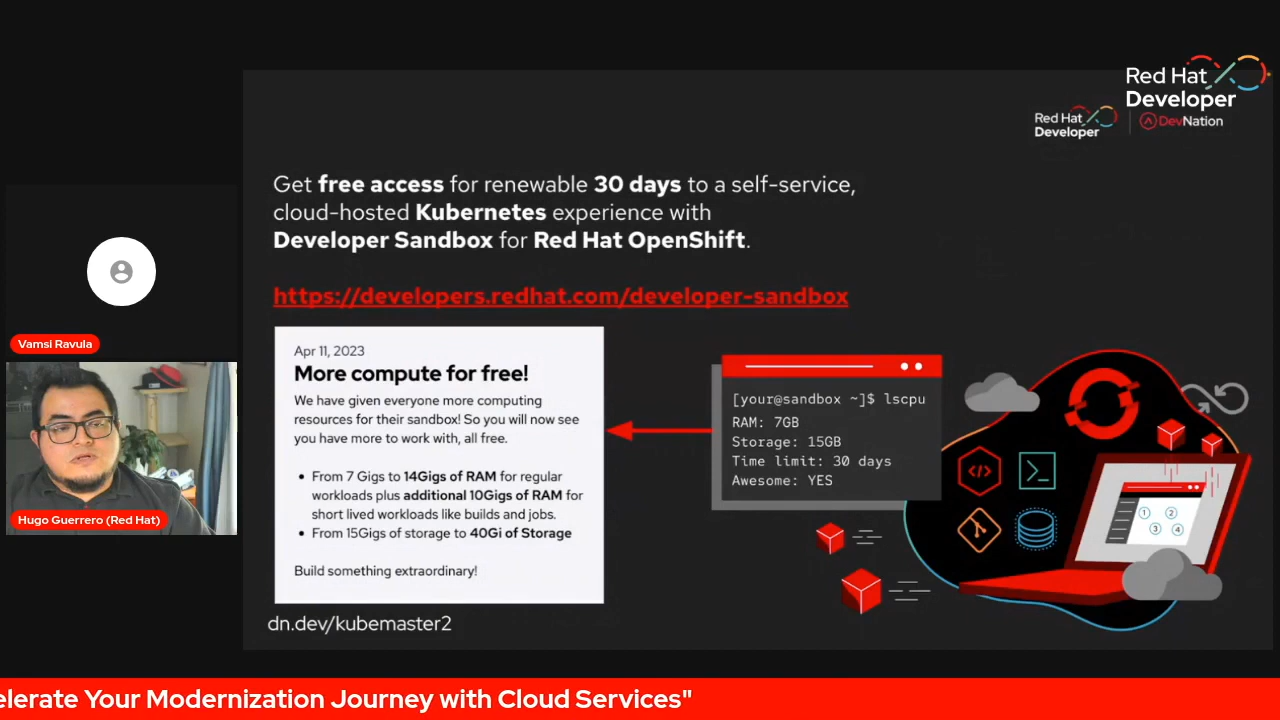 Red Hat
Developer
Red Hat
Developer
DevNation
Get free access for renewable 30 days to a self-service,
cloud-hosted Kubernetes experience with
Developer Sandbox for Red Hat OpenShift.
https://developers.redhat.com/developer-sandbox
Apr 11, 2023
More compute for free!
We have given everyone more computing
resources for their sandbox! So you will now see
you have more to work with, all free.
• From 7 Gigs to 14Gigs of RAM for regular
workloads plus additional 10Gigs of RAM for
short lived workloads like builds and jobs.
• From 15Gigs of storage to 40Gi of Storage
Build something extraordinary!
[your@sandbox ~]$ lscpu
RAM: 7GB
Storage: 15GB
Time limit: 30 days
Awesome: YES
1
2
3
4
dn.dev/kubemaster2
Vamsi Ravula
Hugo Guerrero (Red Hat)
elerate Your Modernization Journey with Cloud Services"